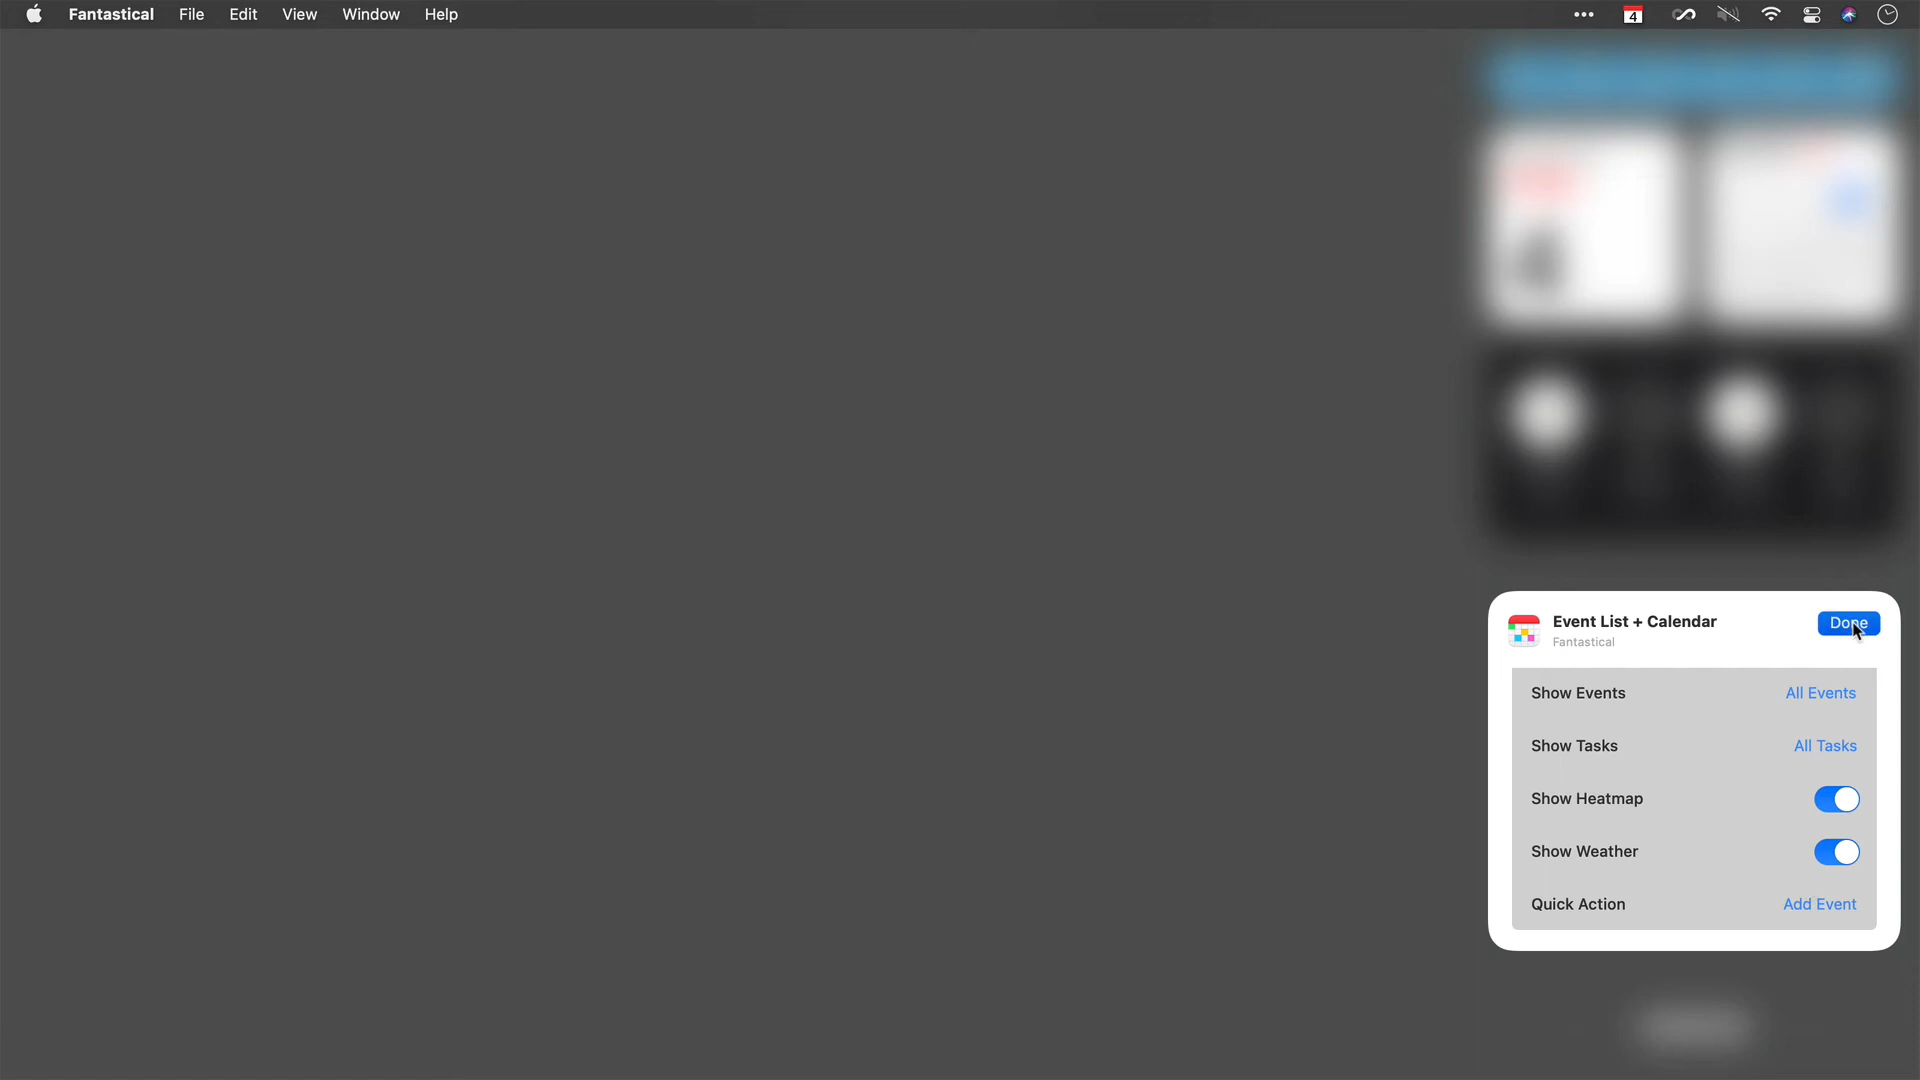 Fantastical File Edit View Window Help
4
Event List + Calendar
Done
Fantastical
Show Events All Events
Show Tasks All Tasks
Show Heatmap
Show Weather
Quick Action Add Event